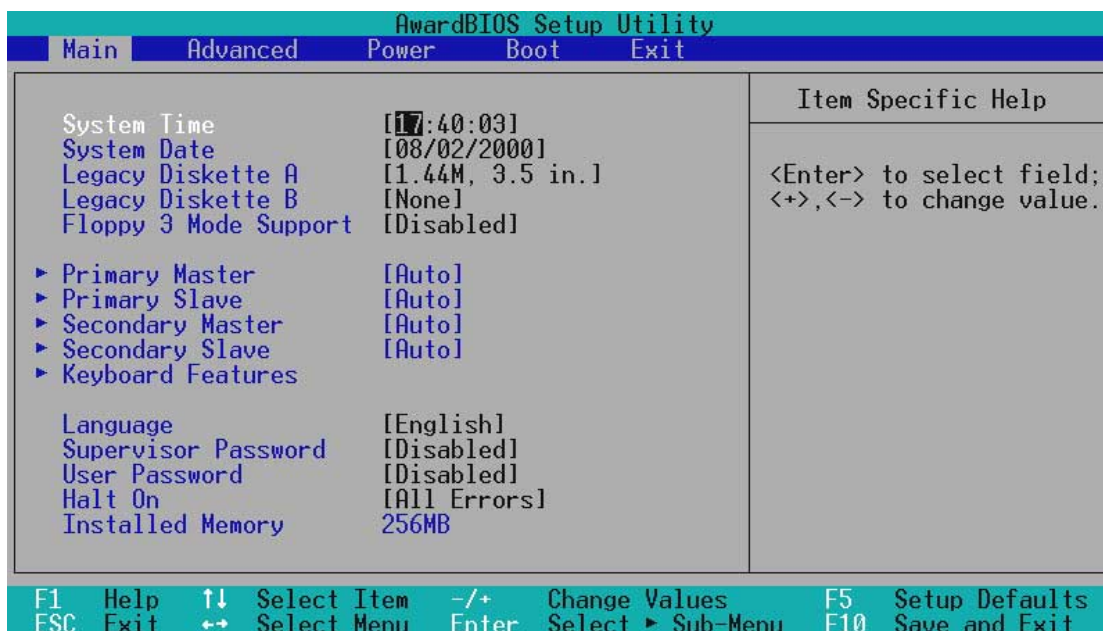 AwardBIOS Setup Utility
Main Advanced Power Boot Exit
System Time [17:40:03]
System Date [08/02/2000]
Legacy Diskette A [1.44M, 3.5 in.]
Legacy Diskette B [None]
Floppy 3 Mode Support [Disabled]
▶ Primary Master [Auto]
▶ Primary Slave [Auto]
▶ Secondary Master [Auto]
▶ Secondary Slave [Auto]
▶ Keyboard Features
Language [English]
Supervisor Password [Disabled]
User Password [Disabled]
Halt On [All Errors]
Installed Memory 256MB
Item Specific Help
<Enter> to select field;
<+>,<-> to change value.
F1 Help ↑↓ Select Item -/+ Change Values F5 Setup Defaults
ESC Exit ←→ Select Menu Enter Select ▶ Sub-Menu F10 Save and Exit